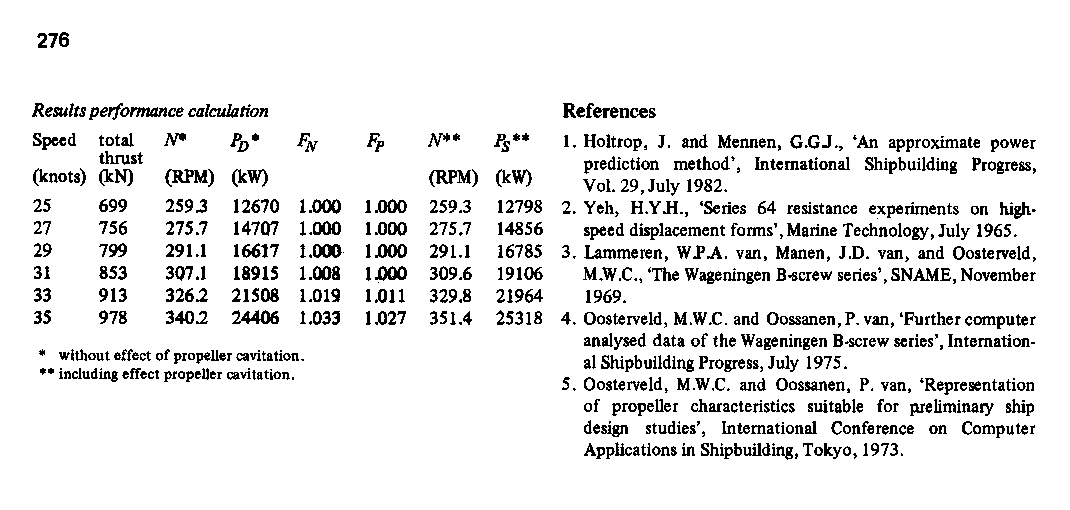 276
Results performance calculation
Speed total N* P_D* F_N F_P N** P_S**
thrust
(knots) (kN) (RPM) (kW) (RPM) (kW)
25 699 259.3 12670 1.000 1.000 259.3 12798
27 756 275.7 14707 1.000 1.000 275.7 14856
29 799 291.1 16617 1.000 1.000 291.1 16785
31 853 307.1 18915 1.008 1.000 309.6 19106
33 913 326.2 21508 1.019 1.011 329.8 21964
35 978 340.2 24406 1.033 1.027 351.4 25318
* without effect of propeller cavitation.
** including effect propeller cavitation.
References
1. Holtrop, J. and Mennen, G.G.J., ‘An approximate power
prediction method’, International Shipbuilding Progress,
Vol. 29, July 1982.
2. Yeh, H.Y.H., ‘Series 64 resistance experiments on high-
speed displacement forms’, Marine Technology, July 1965.
3. Lammeren, W.P.A. van, Manen, J.D. van, and Oosterveld,
M.W.C., ‘The Wageningen B-screw series’, SNAME, November
1969.
4. Oosterveld, M.W.C. and Oossanen, P. van, ‘Further computer
analysed data of the Wageningen B-screw series’, Internation-
al Shipbuilding Progress, July 1975.
5. Oosterveld, M.W.C. and Oossanen, P. van, ‘Representation
of propeller characteristics suitable for preliminary ship
design studies’, International Conference on Computer
Applications in Shipbuilding, Tokyo, 1973.